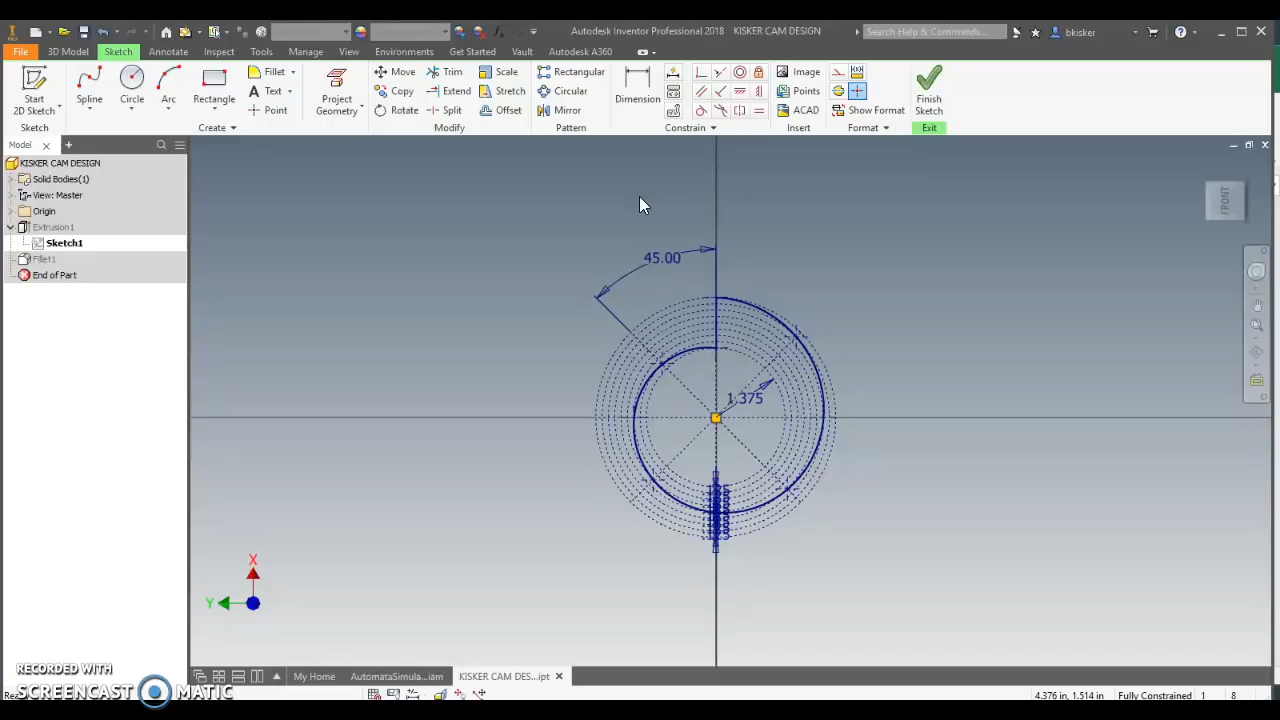 Autodesk Inventor Professional 2018 KISKER CAM DESIGN
Search Help & Commands...
bkisker
File 3D Model Sketch Annotate Inspect Tools Manage View Environments Get Started Vault Autodesk A360
Start
2D Sketch
Spline
Circle
Arc
Rectangle
Fillet
Text
Point
Project
Geometry
Move Trim Scale
Copy Extend Stretch
Rotate Split Offset
Rectangular
Circular
Mirror
Dimension
Image
Points
ACAD
Show Format
Finish
Sketch
Sketch Create Modify Pattern Constrain Insert Format Exit
Model
KISKER CAM DESIGN
Solid Bodies(1)
View: Master
Origin
Extrusion1
Sketch1
Fillet1
End of Part
FRONT
45.00
1.375
X
Y
RECORDED WITH
SCREENCAST MATIC
My Home AutomataSimula...iam KISKER CAM DES...ipt
4.376 in, 1.514 in Fully Constrained 1 8